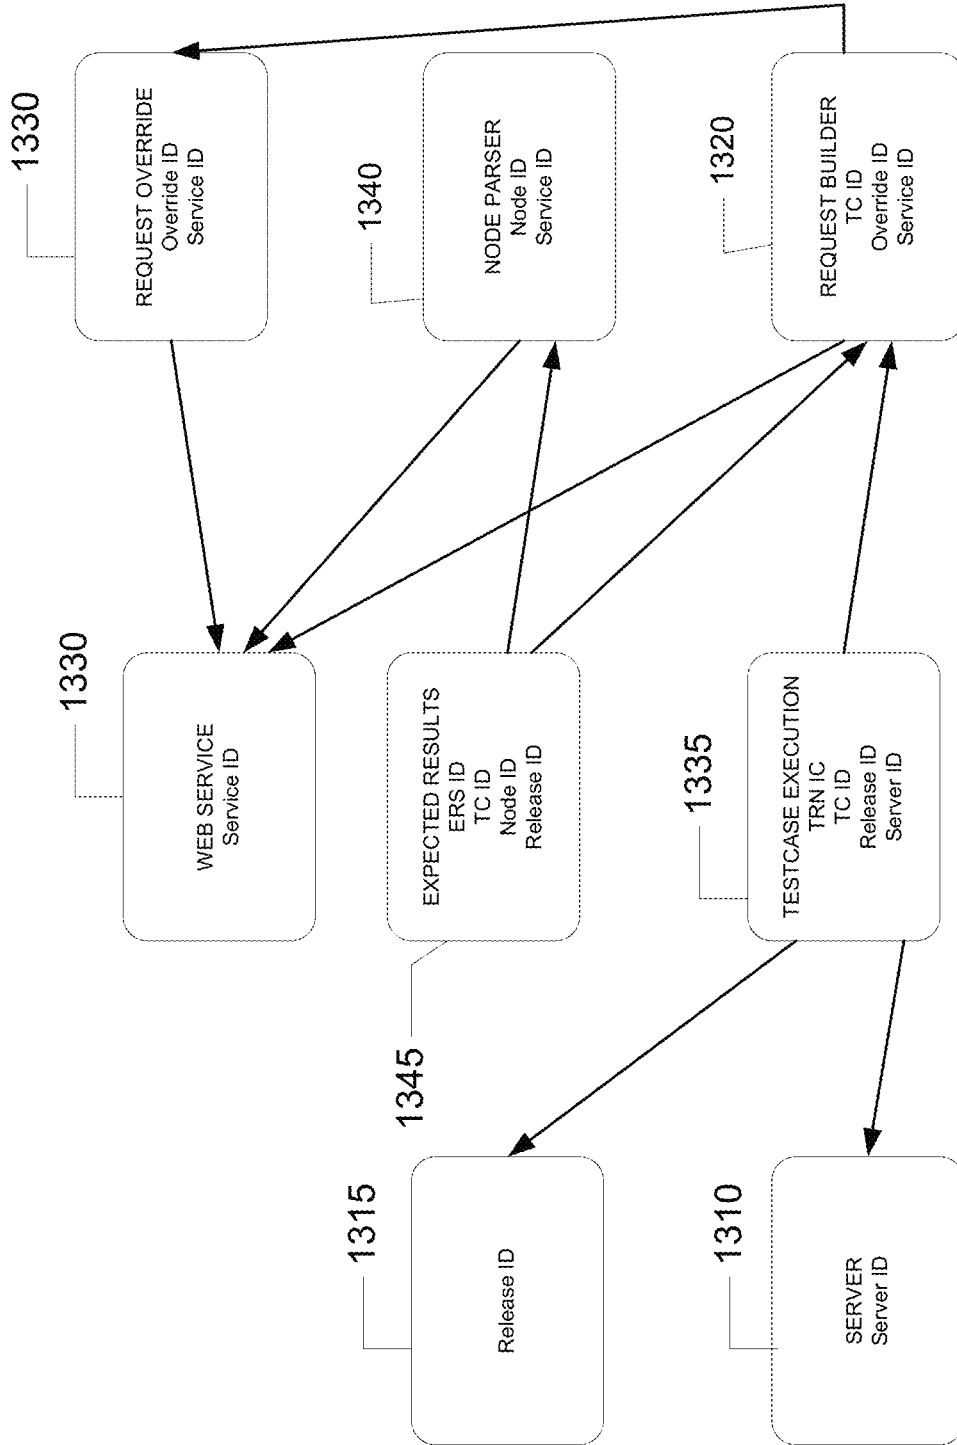 1330
REQUEST OVERRIDE
Override ID
Service ID
1340
NODE PARSER
Node ID
Service ID
1320
REQUEST BUILDER
TC ID
Override ID
Service ID
1330
WEB SERVICE
Service ID
1345
EXPECTED RESULTS
ERS ID
TC ID
Node ID
Release ID
1335
TESTCASE EXECUTION
TRN IC
TC ID
Release ID
Server ID
1315
Release ID
1310
SERVER
Server ID